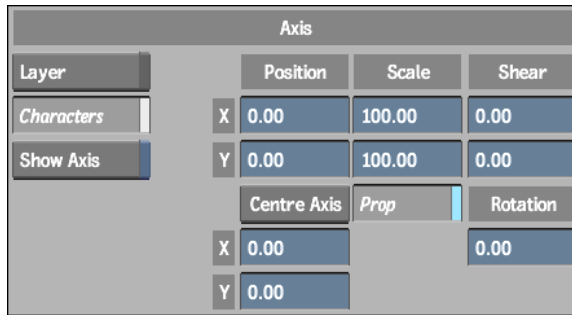 Axis
Layer Position Scale Shear
Characters X 0.00 100.00 0.00
Show Axis Y 0.00 100.00 0.00
Centre Axis Prop Rotation
X 0.00 0.00
Y 0.00